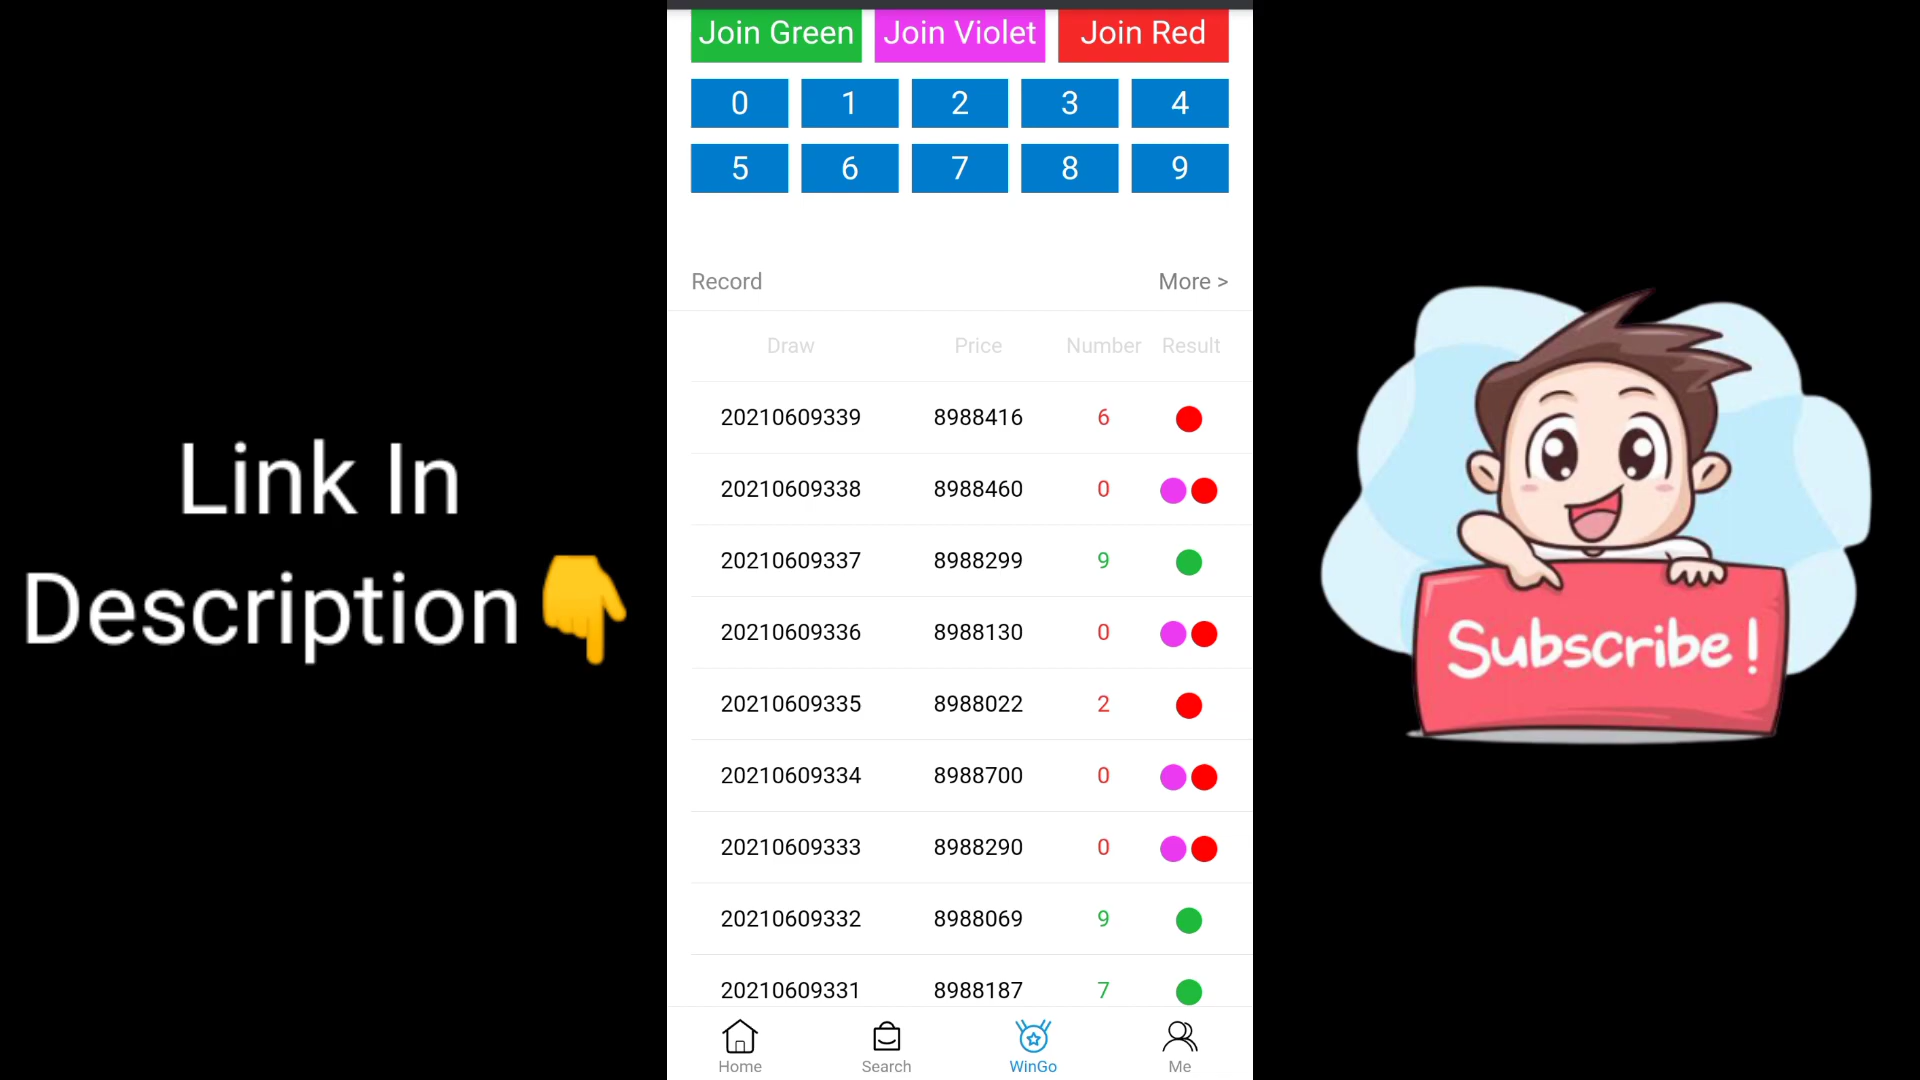 Join Green Join Violet Join Red
0 1 2 3 4
5 6 7 8 9
Record More >
Draw Price Number Result
20210609339 8988416 6
20210609338 8988460 0
20210609337 8988299 9
20210609336 8988130 0
20210609335 8988022 2
20210609334 8988700 0
20210609333 8988290 0
20210609332 8988069 9
20210609331 8988187 7
Home Search WinGo Me
Link In
Description
Subscribe!